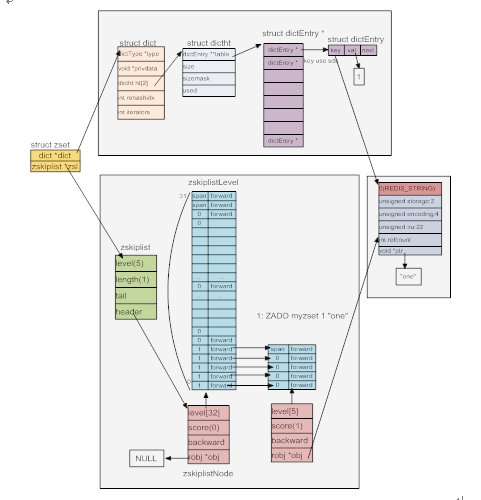 struct dict
dictType *type
void *privdata
dictht ht[2]
int rehashidx
int iterators
struct dictht
dictEntry **table
size
sizemask
used
struct dictEntry *
dictEntry *
dictEntry *
dictEntry *
struct dictEntry
key val next
key use sds
1
struct zset
dict *dict
zskiplist *zsl
0(REDIS_STRING)
unsigned storage:2
unsigned encoding:4
unsigned lru:22
int refcount
void *ptr
"one"
zskiplist
level(5)
length(1)
tail
header
zskiplistLevel
31
span forward
span forward
0 forward
0
... ...
0 forward
0
0 forward
1 forward
1 forward
1 forward
1 forward
1 forward
0
1: ZADD myzset 1 "one"
span forward
0 forward
0 forward
0 forward
0 forward
level[32]
score(0)
backward
robj *obj
zskiplistNode
NULL
level[5]
score(1)
backward
robj *obj